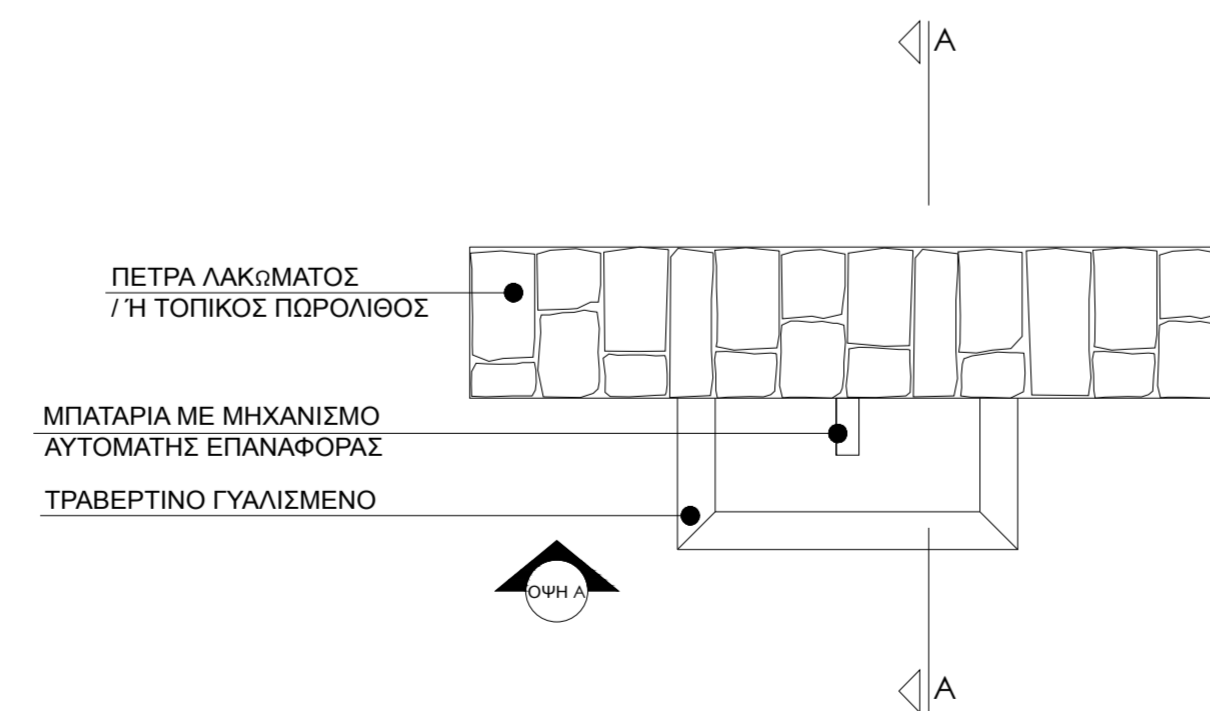 A
ΠΕΤΡΑ ΛΑΚΩΜΑΤΟΣ
/ Ή ΤΟΠΙΚΟΣ ΠΩΡΟΛΙΘΟΣ
ΜΠΑΤΑΡΙΑ ΜΕ ΜΗΧΑΝΙΣΜΟ
ΑΥΤΟΜΑΤΗΣ ΕΠΑΝΑΦΟΡΑΣ
ΤΡΑΒΕΡΤΙΝΟ ΓΥΑΛΙΣΜΕΝΟ
ΟΨΗ Α
A